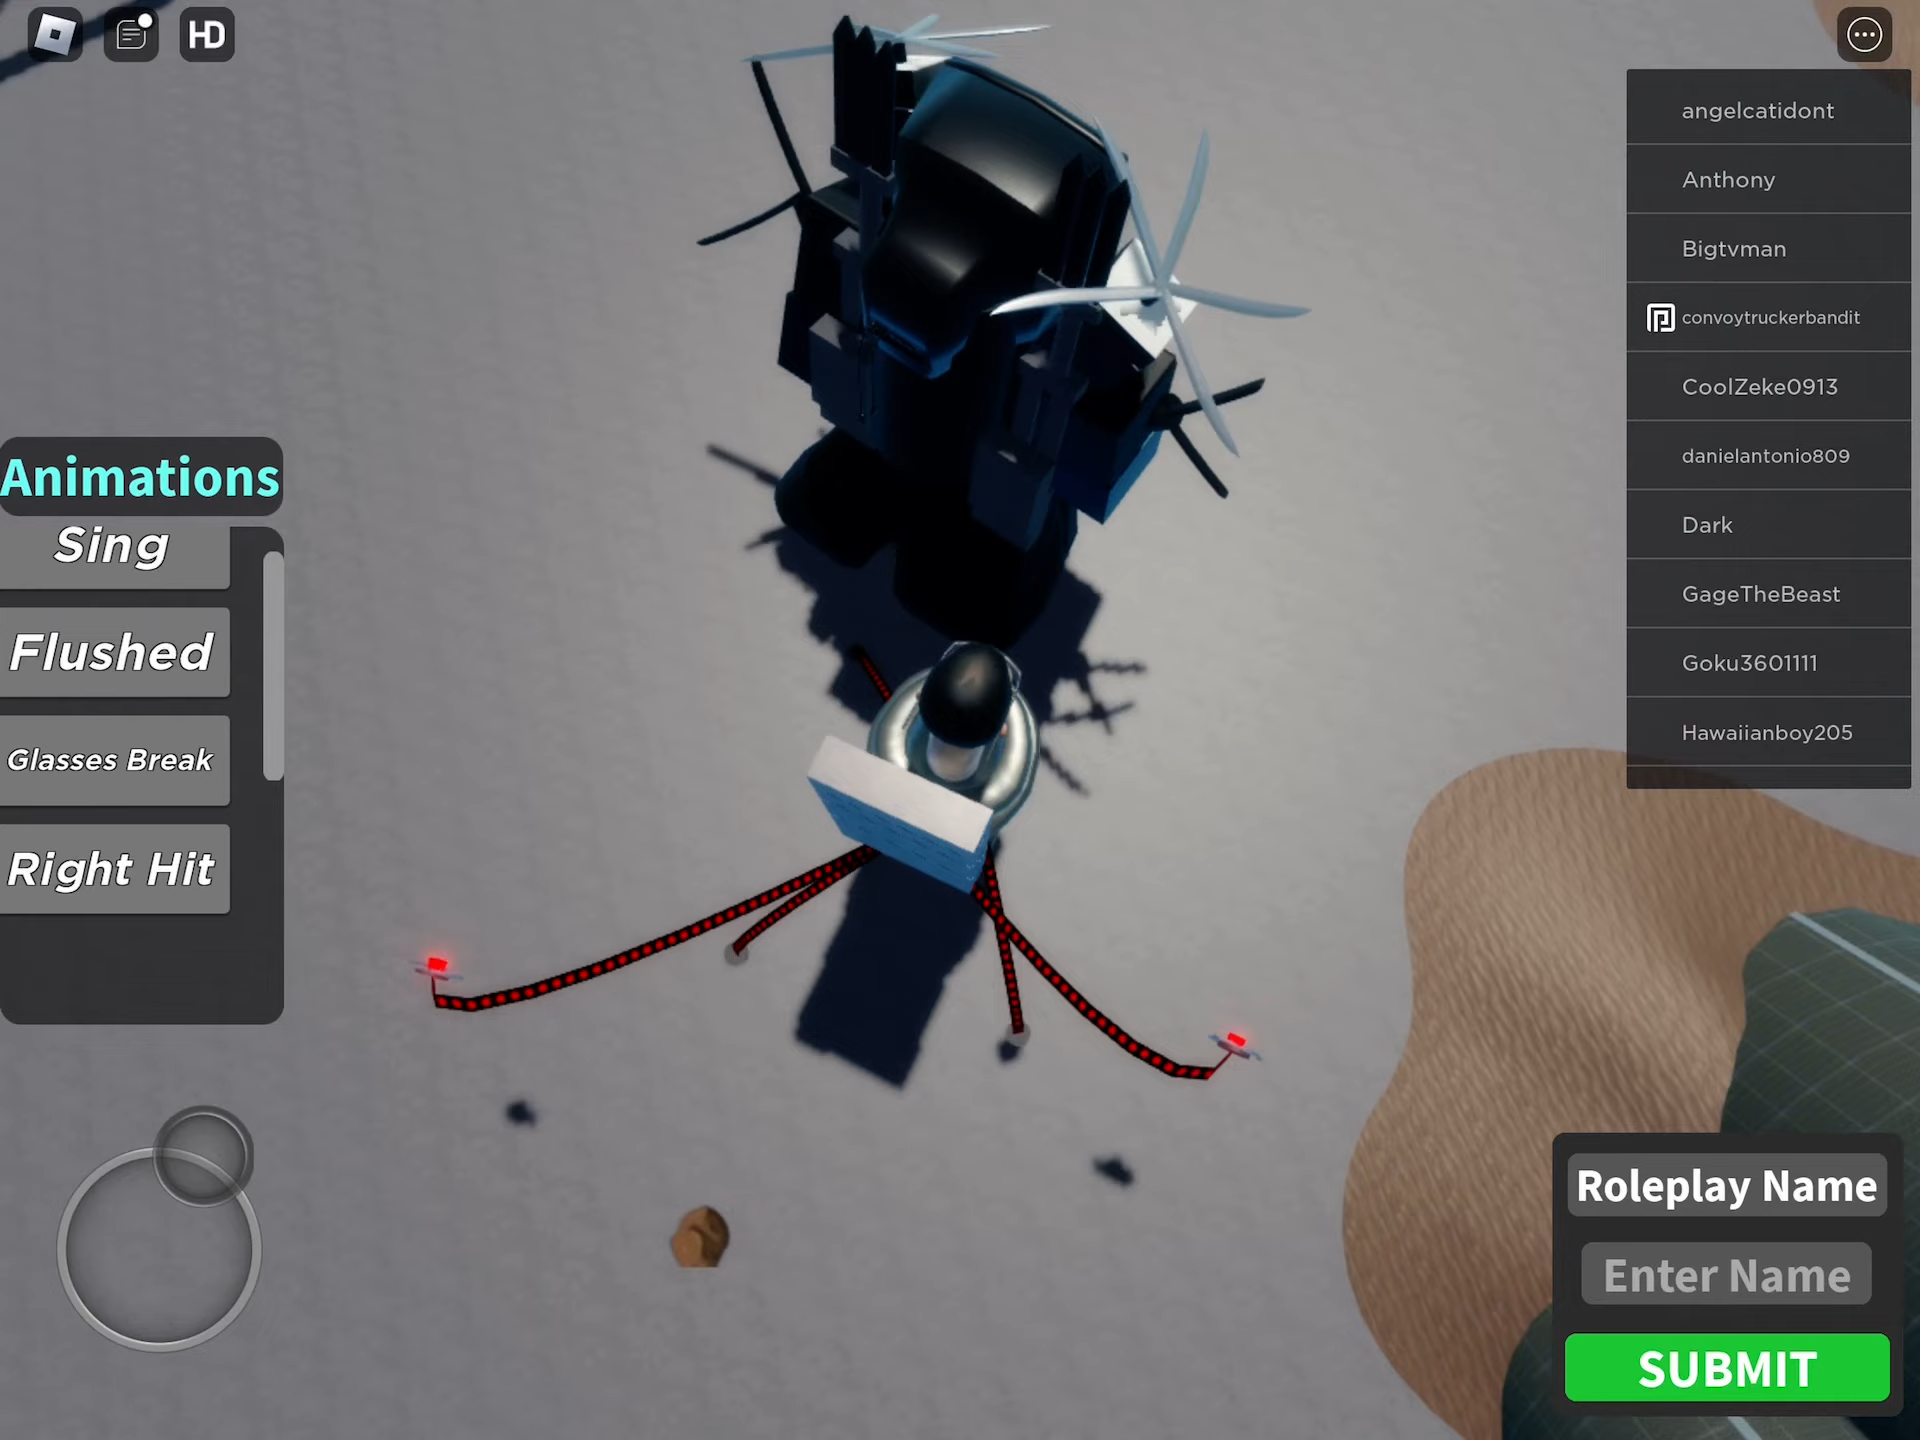 HD
angelcatidont
Anthony
Bigtvman
convoytruckerbandit
CoolZeke0913
danielantonio809
Dark
GageTheBeast
Goku3601111
Hawaiianboy205
Animations
Sing
Flushed
Glasses Break
Right Hit
Roleplay Name
Enter Name
SUBMIT